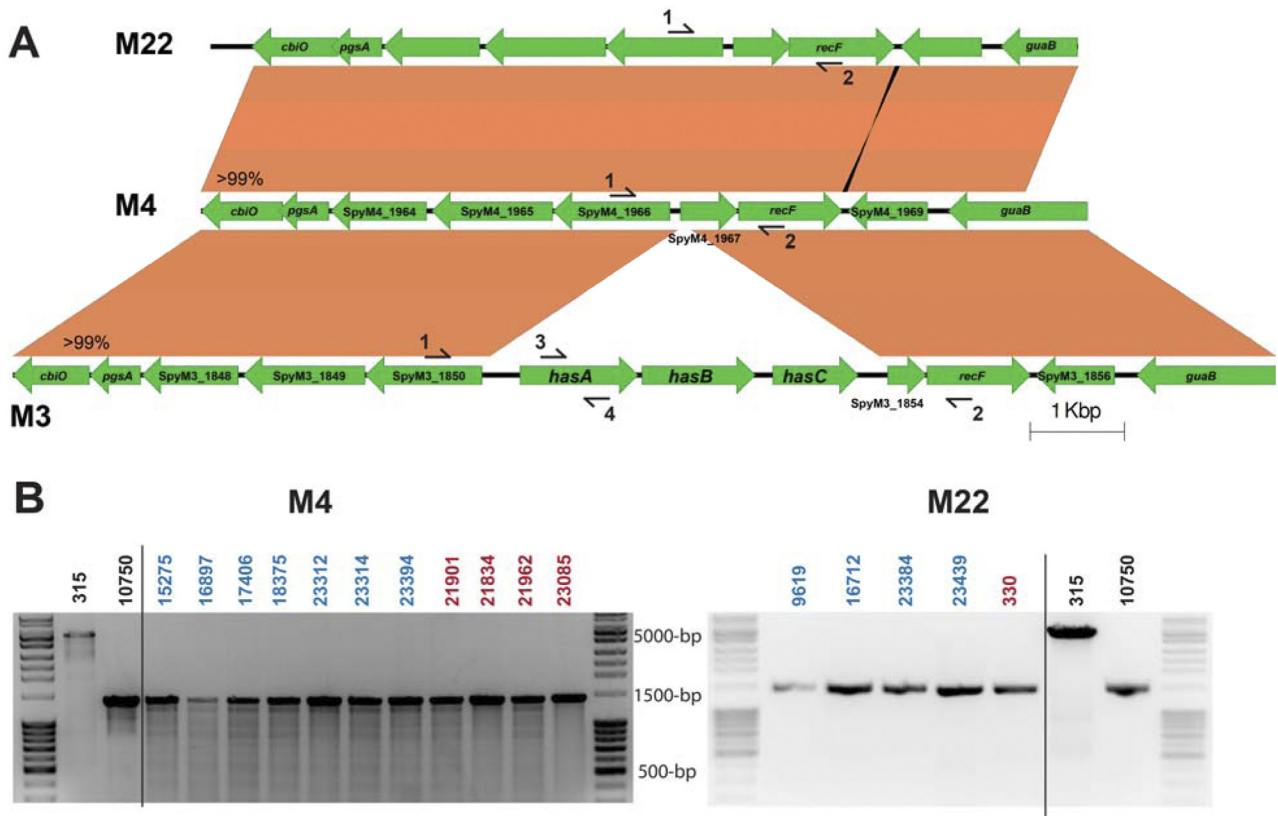 A
M22
cbiO pgsA 1 recF 2 guaB
>99%
M4
cbiO pgsA SpyM4_1964 SpyM4_1965 1 SpyM4_1966 SpyM4_1967 recF 2 SpyM4_1969 guaB
>99%
M3
cbiO pgsA SpyM3_1848 SpyM3_1849 1 SpyM3_1850 3 hasA 4 hasB hasC SpyM3_1854 recF 2 SpyM3_1856 guaB
1 Kbp
B
M4
315 10750 15275 16897 17406 18375 23312 23314 23394 21901 21834 21962 23085
5000-bp
1500-bp
500-bp
M22
9619 16712 23384 23439 330 315 10750